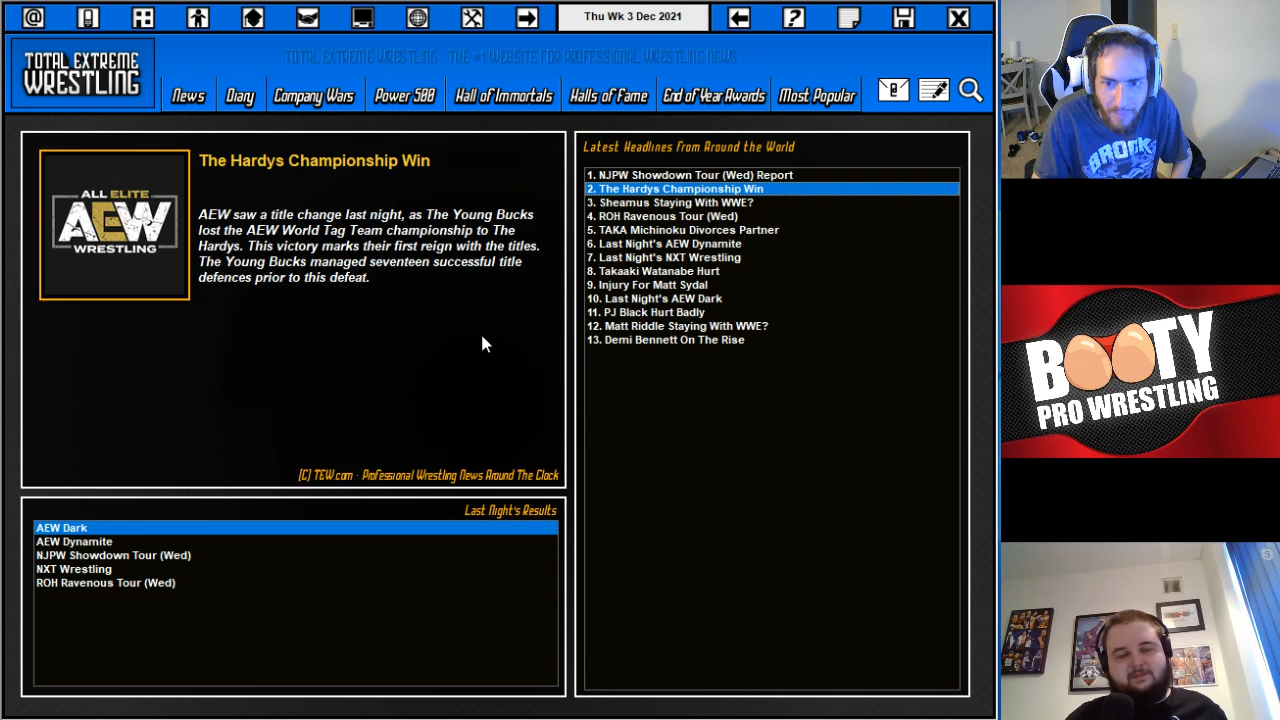 Thu Wk 3 Dec 2021
TOTAL EXTREME WRESTLING THE #1 WEBSITE FOR PROFESSIONAL WRESTLING NEWS
TOTAL EXTREME
WRESTLING
News
Diary
Company Wars
Power 500
Hall of Immortals
Halls of Fame
End of Year Awards
Most Popular
The Hardys Championship Win
ALL ELITE
AEW
WRESTLING
AEW saw a title change last night, as The Young Bucks
lost the AEW World Tag Team championship to The
Hardys. This victory marks their first reign with the titles.
The Young Bucks managed seventeen successful title
defences prior to this defeat.
(C) TEW.com - Professional Wrestling News Around The Clock
Last Night's Results
AEW Dark
AEW Dynamite
NJPW Showdown Tour (Wed)
NXT Wrestling
ROH Ravenous Tour (Wed)
Latest Headlines From Around the World
1. NJPW Showdown Tour (Wed) Report
2. The Hardys Championship Win
3. Sheamus Staying With WWE?
4. ROH Ravenous Tour (Wed)
5. TAKA Michinoku Divorces Partner
6. Last Night's AEW Dynamite
7. Last Night's NXT Wrestling
8. Takaaki Watanabe Hurt
9. Injury For Matt Sydal
10. Last Night's AEW Dark
11. PJ Black Hurt Badly
12. Matt Riddle Staying With WWE?
13. Demi Bennett On The Rise
BROCK
B TY
PRO WRESTLING